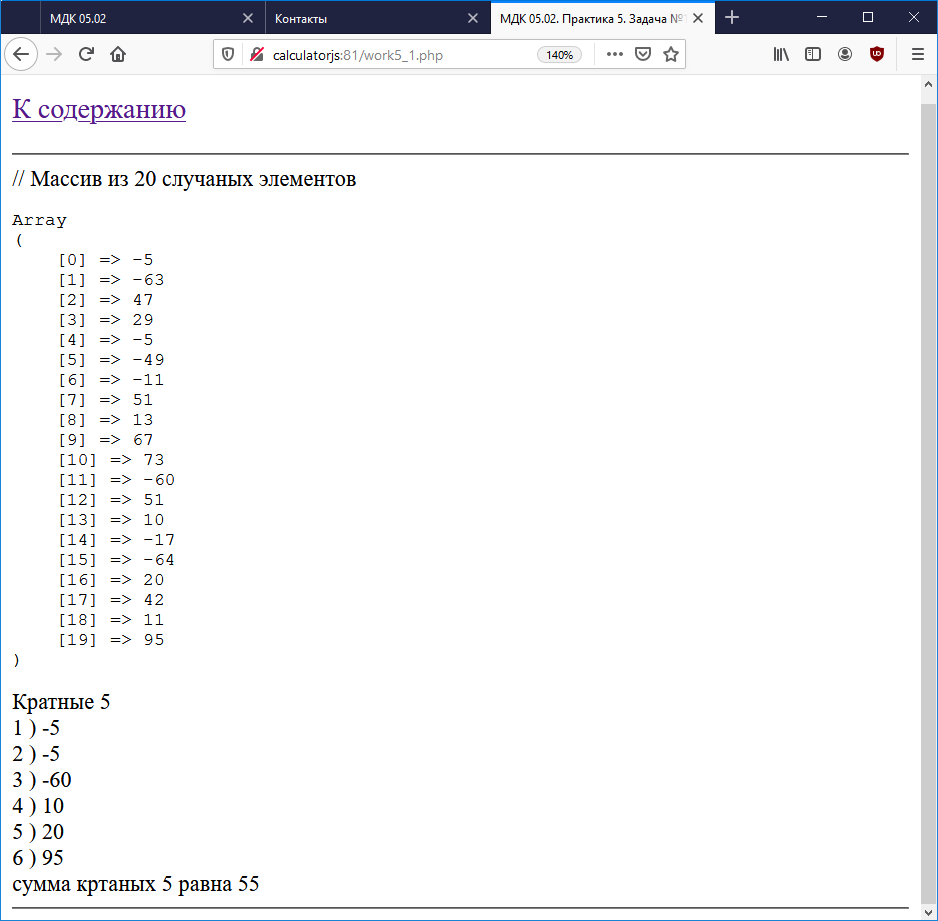 МДК 05.02
Контакты
МДК 05.02. Практика 5. Задача №
calculatorjs:81/work5_1.php
140%
К содержанию
// Массив из 20 случаных элементов
Array
(
[0] => -5
[1] => -63
[2] => 47
[3] => 29
[4] => -5
[5] => -49
[6] => -11
[7] => 51
[8] => 13
[9] => 67
[10] => 73
[11] => -60
[12] => 51
[13] => 10
[14] => -17
[15] => -64
[16] => 20
[17] => 42
[18] => 11
[19] => 95
)
Кратные 5
1 ) -5
2 ) -5
3 ) -60
4 ) 10
5 ) 20
6 ) 95
сумма кртаных 5 равна 55